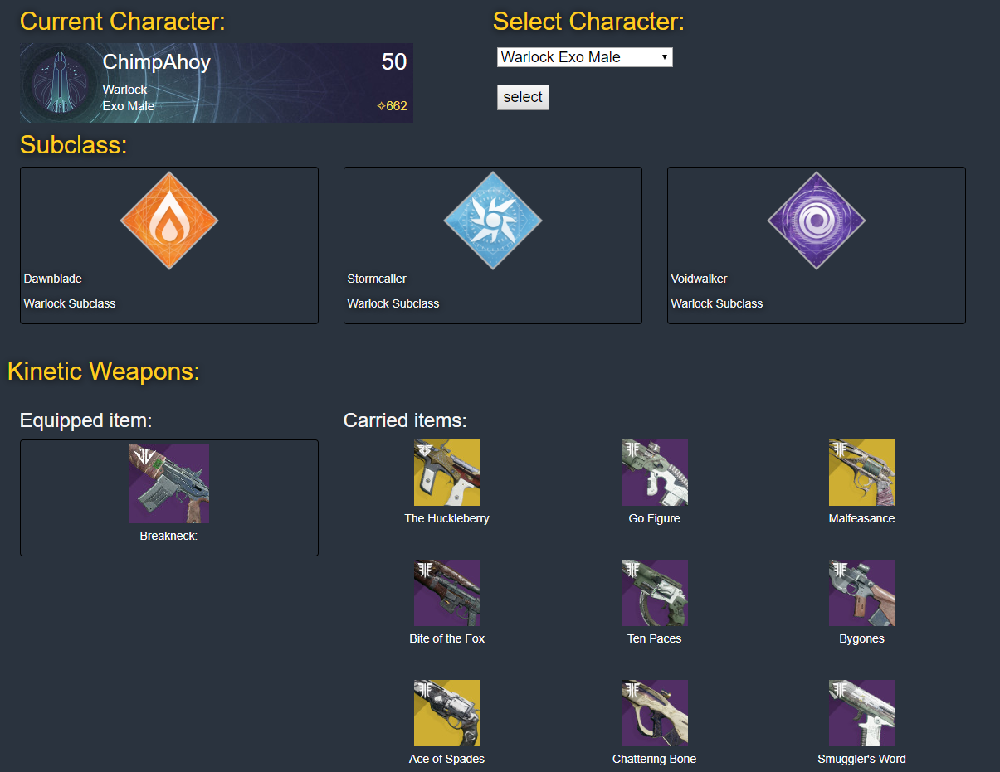 Current Character:
Select Character:
ChimpAhoy
50
Warlock
Exo Male
✧662
Warlock Exo Male
select
Subclass:
Dawnblade
Warlock Subclass
Stormcaller
Warlock Subclass
Voidwalker
Warlock Subclass
Kinetic Weapons:
Equipped item:
Breakneck:
Carried items:
The Huckleberry
Go Figure
Malfeasance
Bite of the Fox
Ten Paces
Bygones
Ace of Spades
Chattering Bone
Smuggler's Word